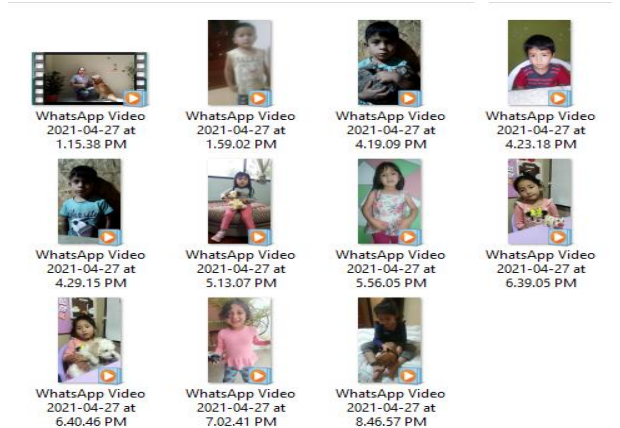 WhatsApp Video
2021-04-27 at
1.15.38 PM
WhatsApp Video
2021-04-27 at
1.59.02 PM
WhatsApp Video
2021-04-27 at
4.19.09 PM
WhatsApp Video
2021-04-27 at
4.23.18 PM
WhatsApp Video
2021-04-27 at
4.29.15 PM
WhatsApp Video
2021-04-27 at
5.13.07 PM
WhatsApp Video
2021-04-27 at
5.56.05 PM
WhatsApp Video
2021-04-27 at
6.39.05 PM
WhatsApp Video
2021-04-27 at
6.40.46 PM
WhatsApp Video
2021-04-27 at
7.02.41 PM
WhatsApp Video
2021-04-27 at
8.46.57 PM